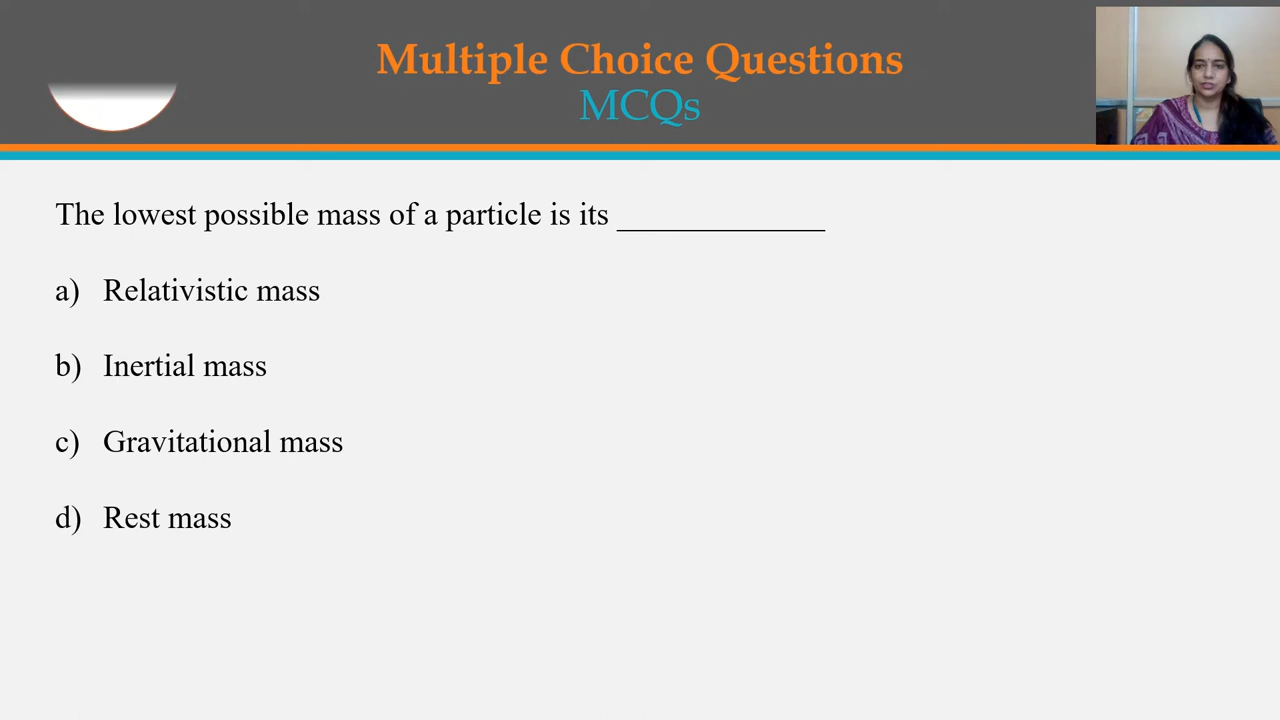 Multiple Choice Questions
MCQs
The lowest possible mass of a particle is its _____________
a) Relativistic mass
b) Inertial mass
c) Gravitational mass
d) Rest mass